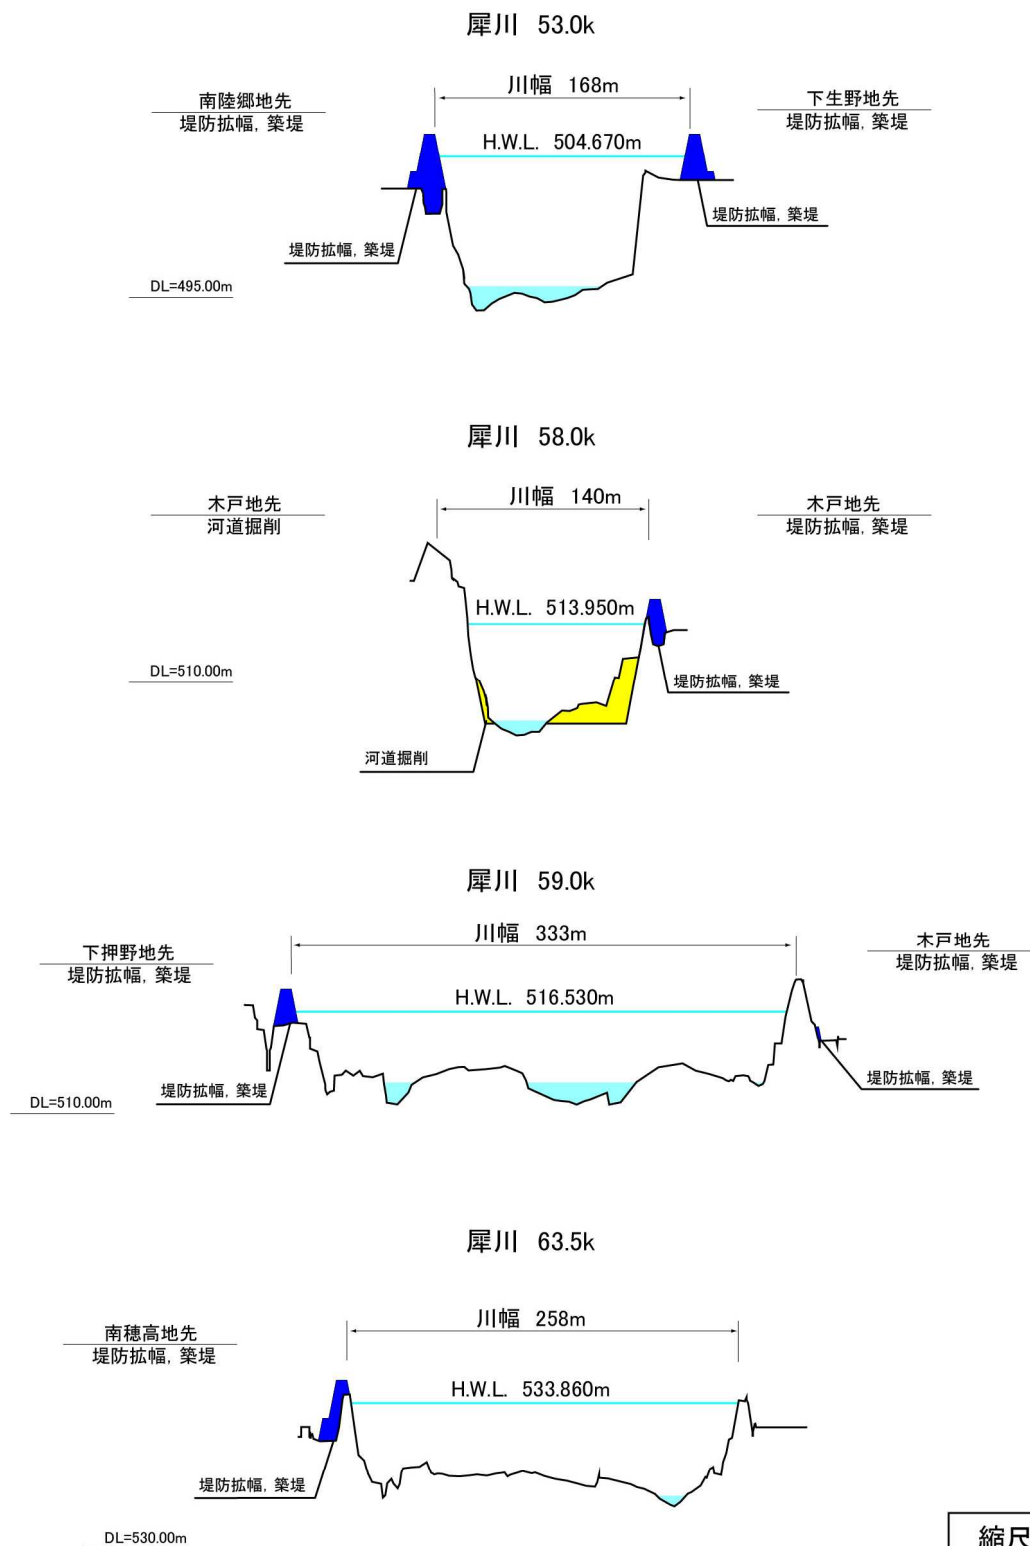 犀川 53.0k
川幅 168m
南陸郷地先
堤防拡幅, 築堤
下生野地先
堤防拡幅, 築堤
H.W.L. 504.670m
堤防拡幅, 築堤
堤防拡幅, 築堤
DL=495.00m
犀川 58.0k
川幅 140m
木戸地先
河道掘削
木戸地先
堤防拡幅, 築堤
H.W.L. 513.950m
DL=510.00m
堤防拡幅, 築堤
河道掘削
犀川 59.0k
川幅 333m
下押野地先
堤防拡幅, 築堤
木戸地先
堤防拡幅, 築堤
H.W.L. 516.530m
堤防拡幅, 築堤
堤防拡幅, 築堤
DL=510.00m
犀川 63.5k
川幅 258m
南穂高地先
堤防拡幅, 築堤
H.W.L. 533.860m
堤防拡幅, 築堤
DL=530.00m
縮尺